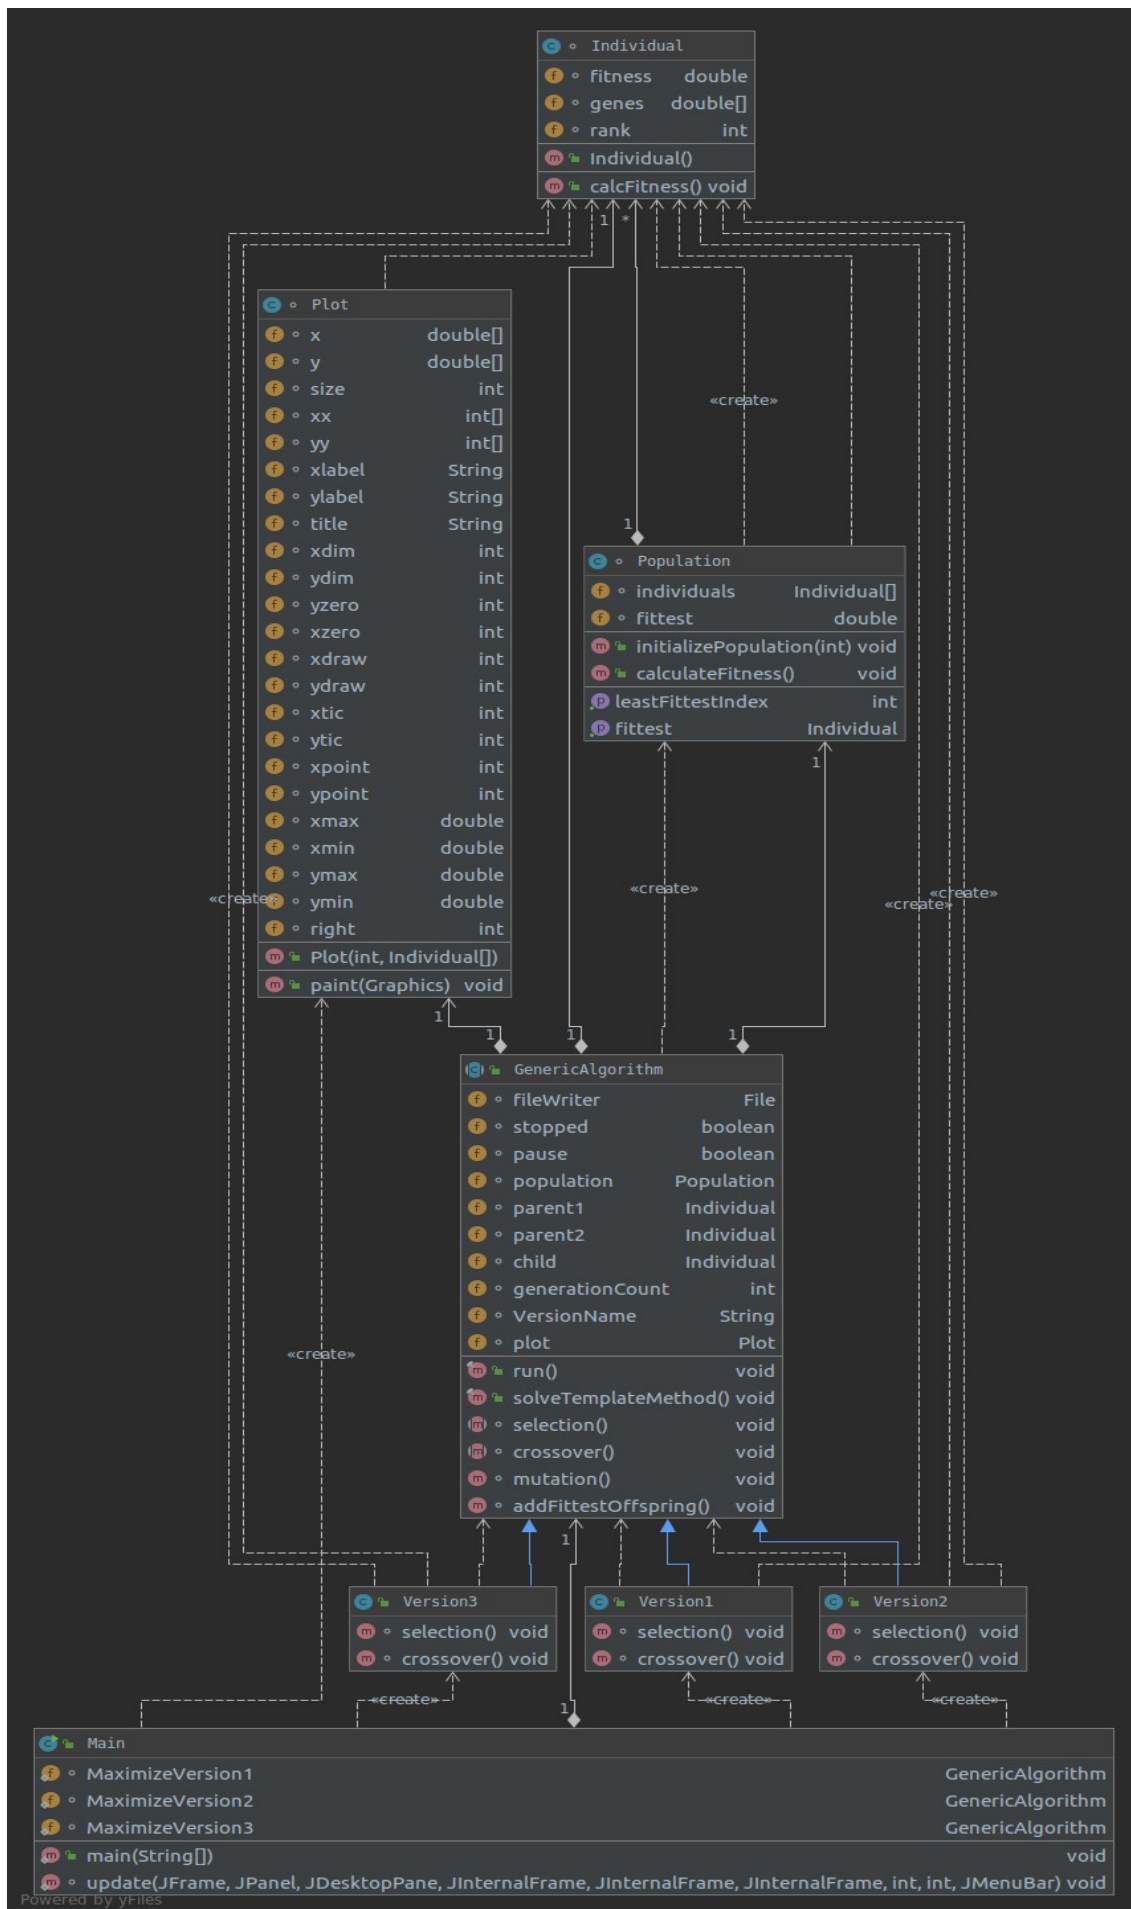 Individual
fitness double
genes double[]
rank int
Individual()
calcFitness() void
1 *
Plot
x double[]
y double[]
size int
xx int[]
yy int[]
xlabel String
ylabel String
title String
xdim int
ydim int
yzero int
xzero int
xdraw int
ydraw int
xtic int
ytic int
xpoint int
ypoint int
xmax double
xmin double
ymax double
ymin double
right int
Plot(int, Individual[])
paint(Graphics) void
«create»
1
Population
individuals Individual[]
fittest double
initializePopulation(int) void
calculateFitness() void
leastFittestIndex int
fittest Individual
1
«create»
«create»
«create»
«create»
1 1 1
1
GenericAlgorithm
fileWriter File
stopped boolean
pause boolean
population Population
parent1 Individual
parent2 Individual
child Individual
generationCount int
VersionName String
plot Plot
run() void
solveTemplateMethod() void
selection() void
crossover() void
mutation() void
addFittestOffspring() void
«create»
1
Version3
selection() void
crossover() void
Version1
selection() void
crossover() void
Version2
selection() void
crossover() void
«create» «create» «create»
1
Main
MaximizeVersion1 GenericAlgorithm
MaximizeVersion2 GenericAlgorithm
MaximizeVersion3 GenericAlgorithm
main(String[]) void
update(JFrame, JPanel, JDesktopPane, JInternalFrame, JInternalFrame, JInternalFrame, int, int, JMenuBar) void
Powered by yFiles